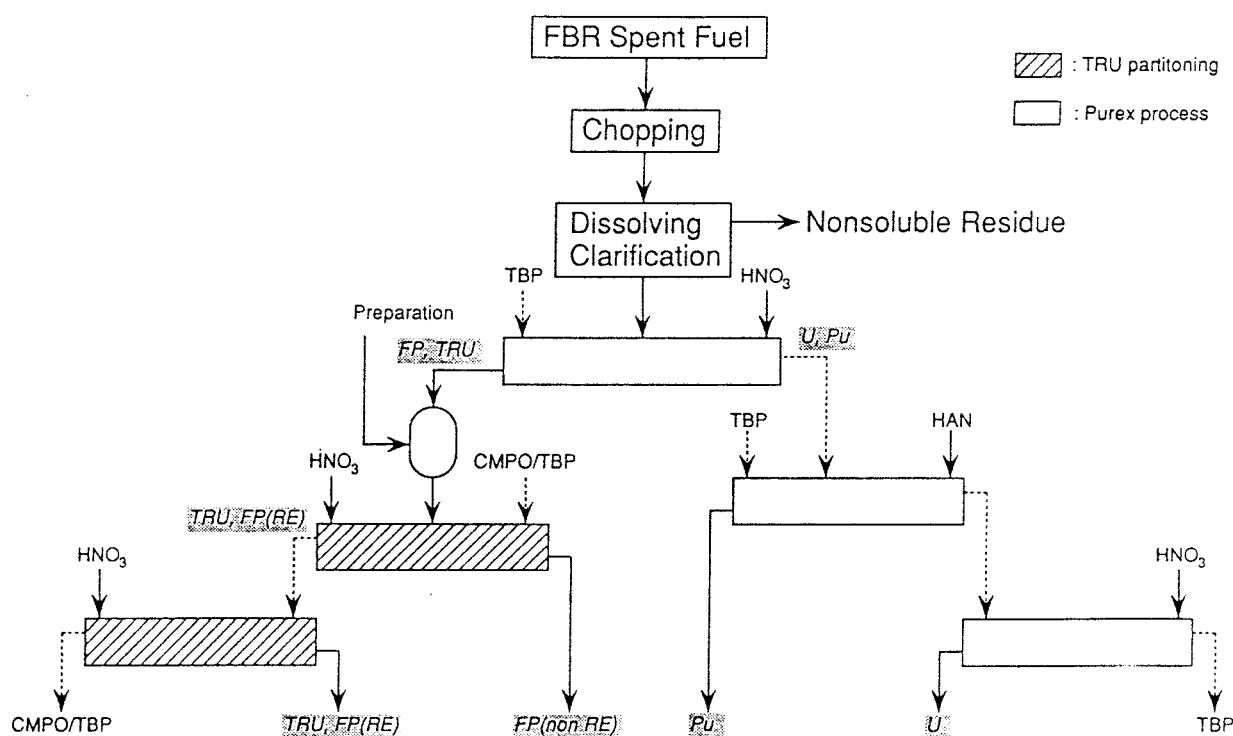 FBR Spent Fuel
: TRU partitoning
: Purex process
Chopping
Dissolving
Clarification
Nonsoluble Residue
TBP
HNO3
Preparation
FP, TRU
U, Pu
TBP
HAN
HNO3
CMPO/TBP
TRU, FP(RE)
HNO3
HNO3
CMPO/TBP
TRU, FP(RE)
FP(non RE)
Pu
U
TBP